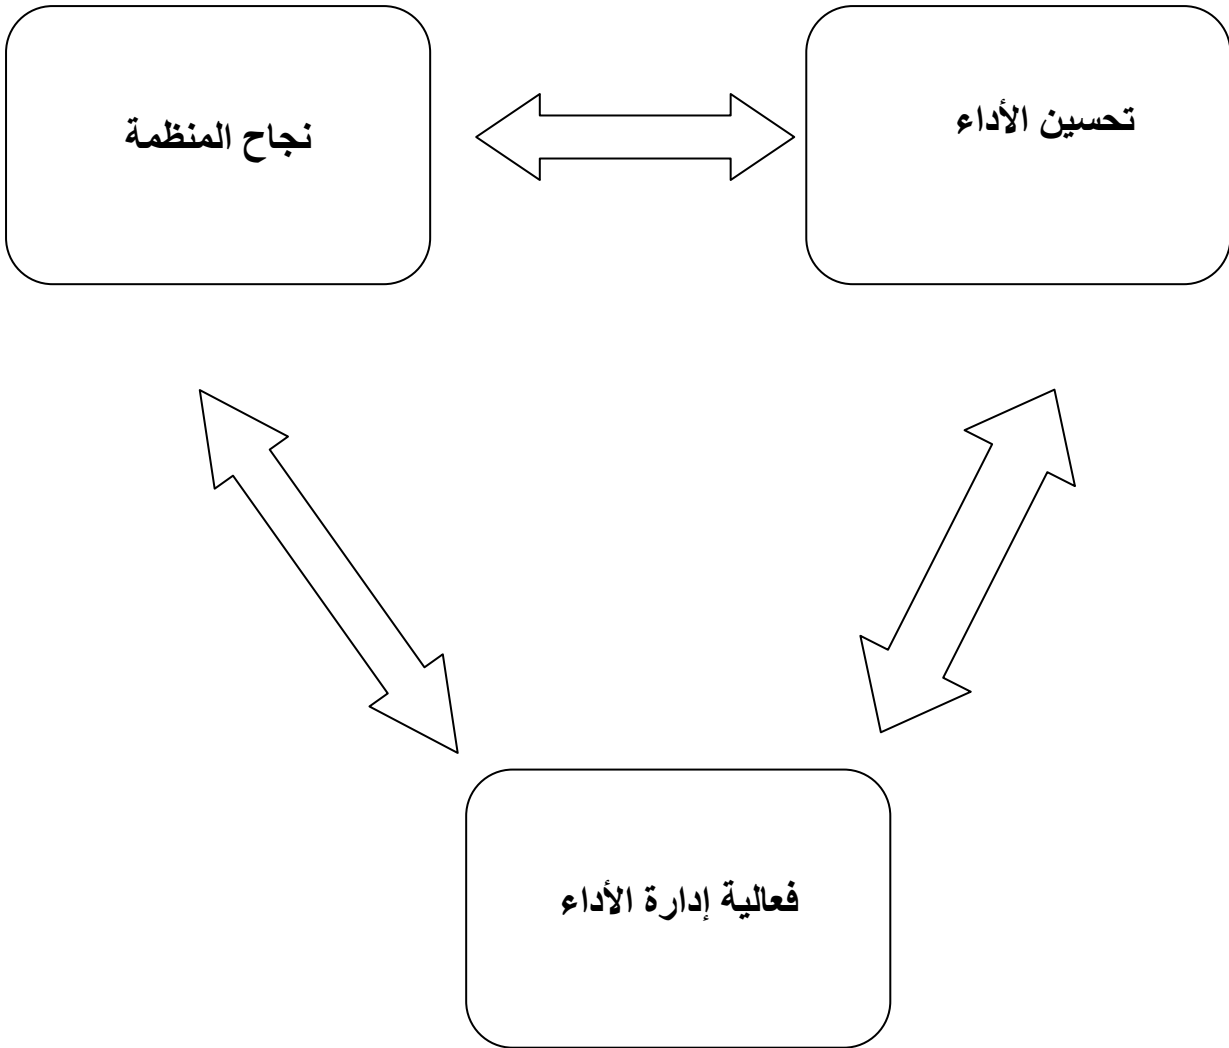 تحسين الأداء
نجاح المنظمة
فعالية إدارة الأداء